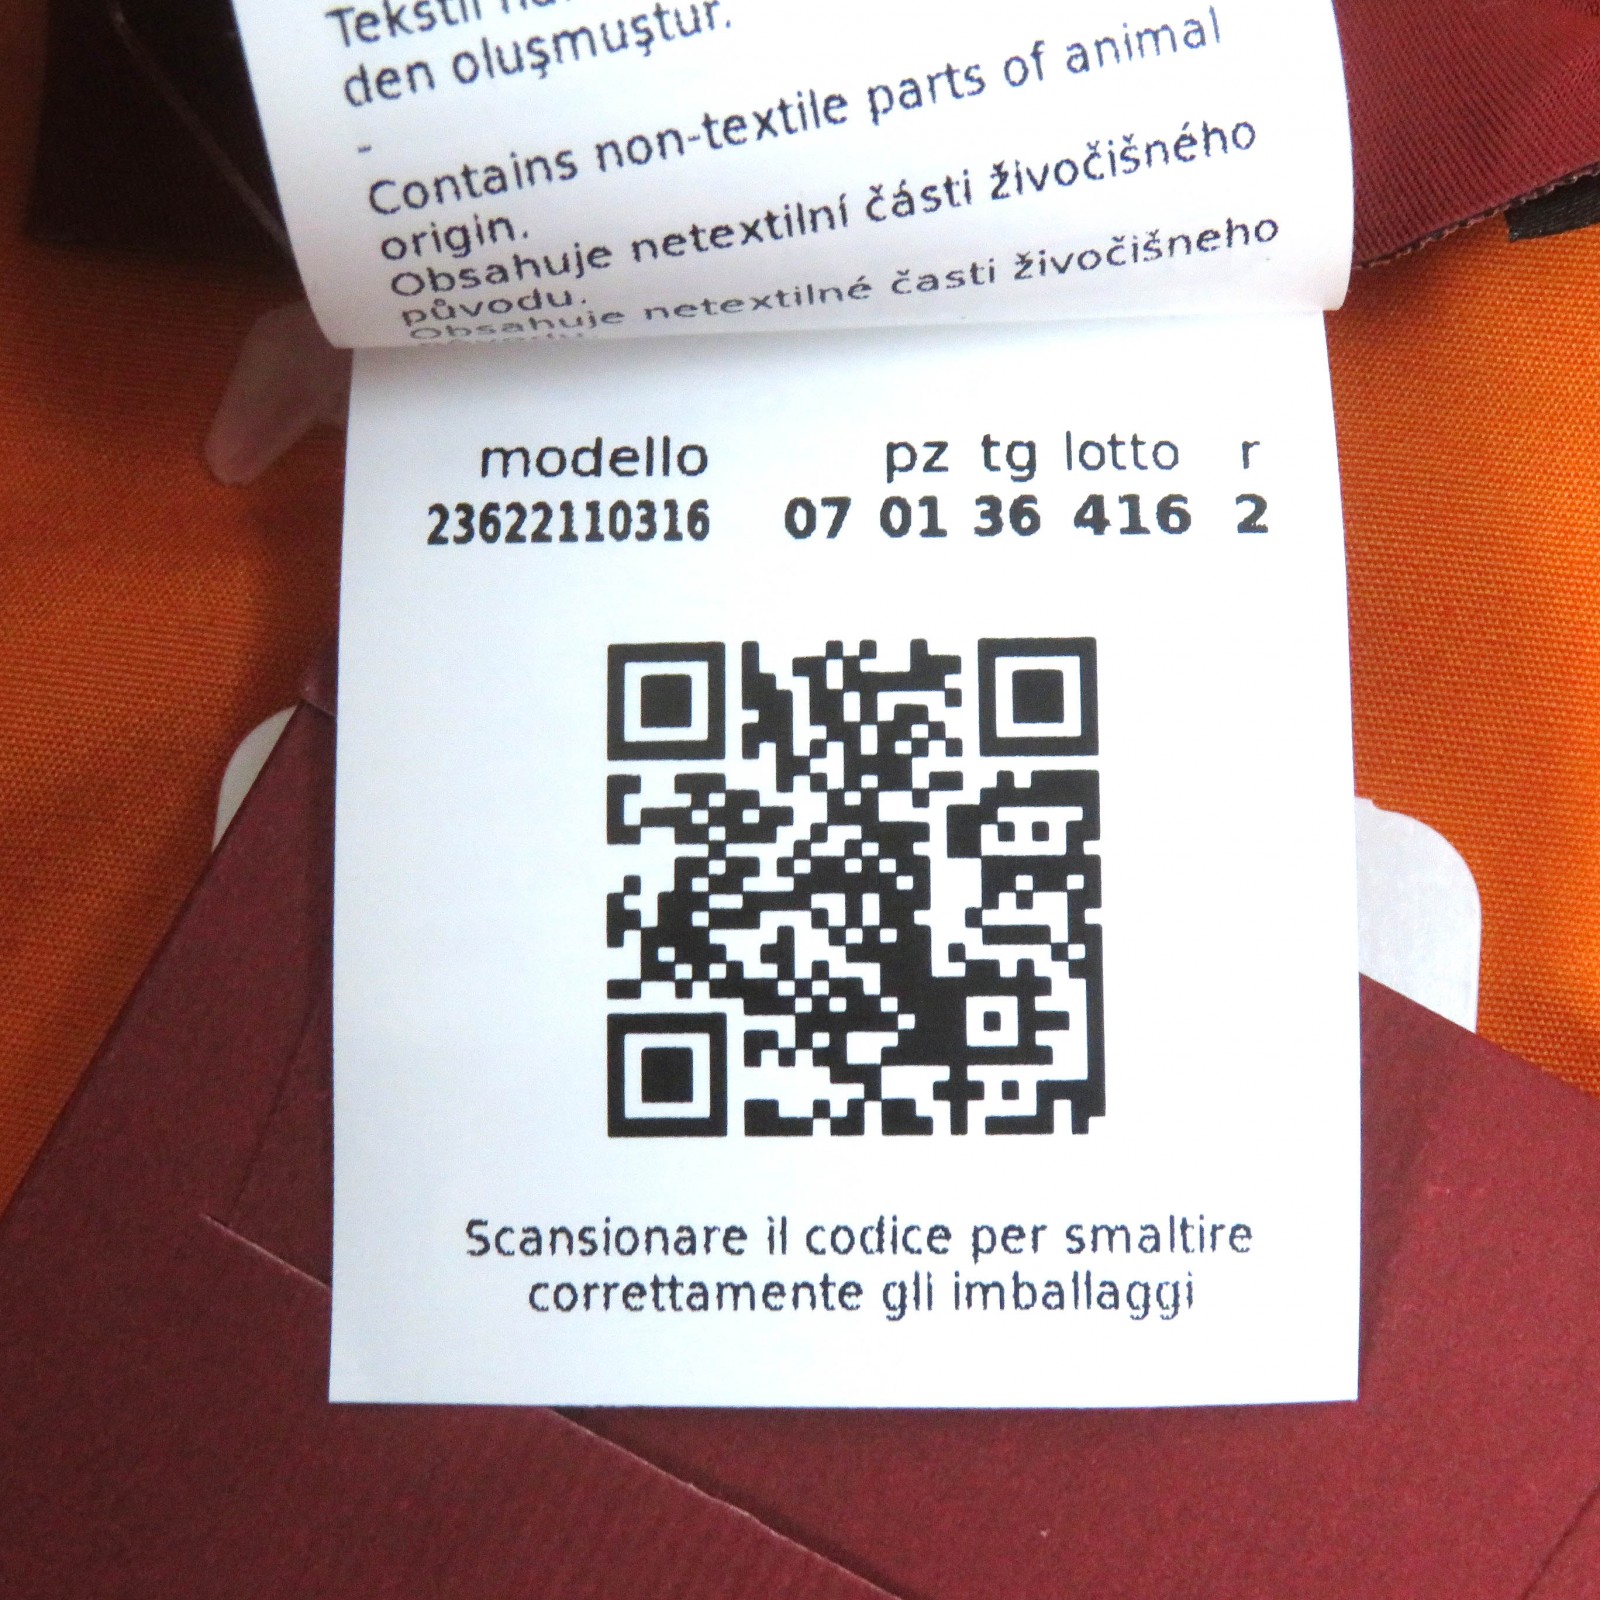 Tekstil
den oluşmuştur.
-
Contains non-textile parts of animal
origin.
Obsahuje netextilní části živočišného
původu.
Obsahuje netextilné časti živočišneho
modello pz tg lotto r
23622110316 07 01 36 416 2
Scansionare il codice per smaltire
correttamente gli imballaggi